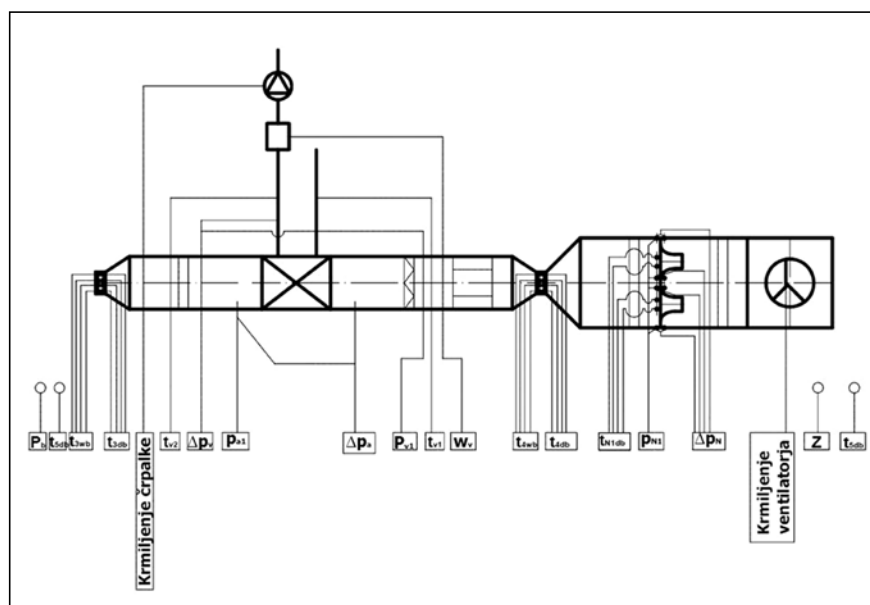 Pb
t5db
t3wb
t3db
Krmiljenje črpalke
tv2
Δpv
pa1
Δpa
Pv1
tv1
wv
t4wb
t4db
tN1db
pN1
ΔpN
Krmiljenje
ventilatorja
Z
t5db